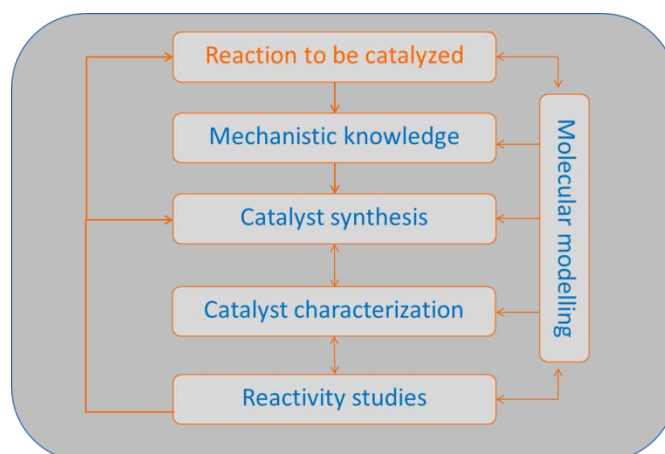 Reaction to be catalyzed
Mechanistic knowledge
Catalyst synthesis
Catalyst characterization
Reactivity studies
Molecular modelling